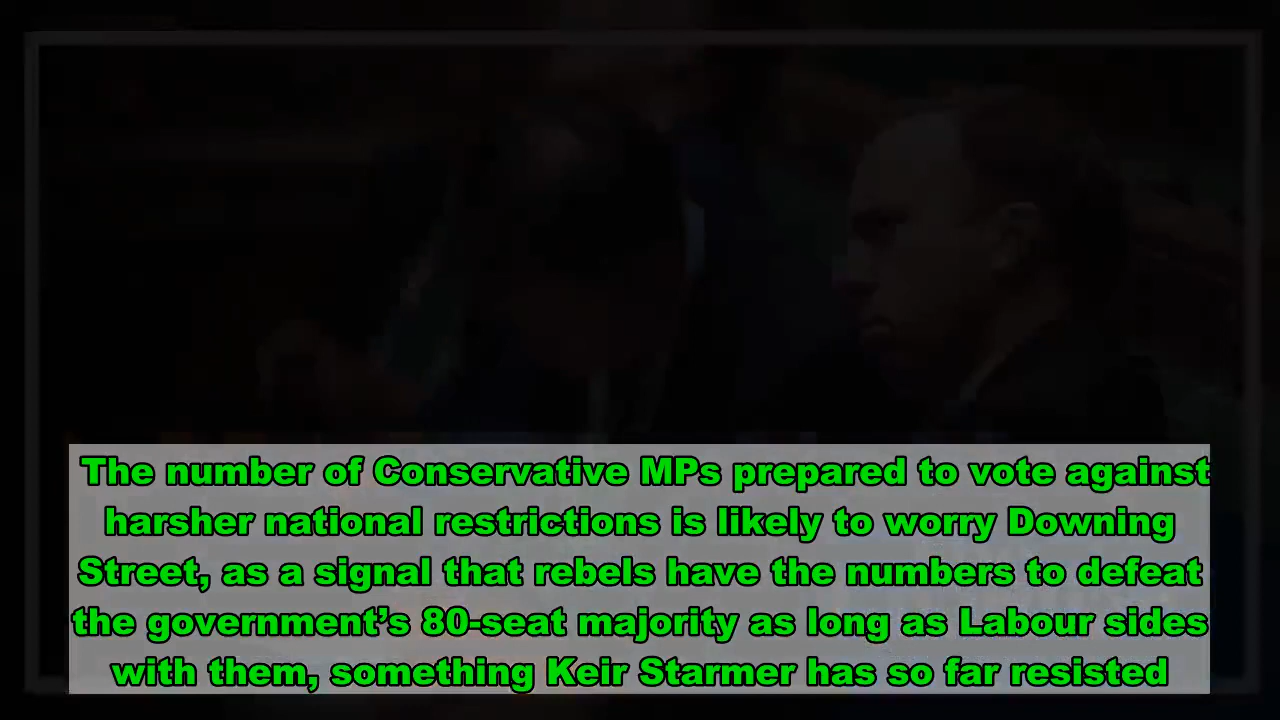 The number of Conservative MPs prepared to vote against
harsher national restrictions is likely to worry Downing
Street, as a signal that rebels have the numbers to defeat
the government’s 80-seat majority as long as Labour sides
with them, something Keir Starmer has so far resisted